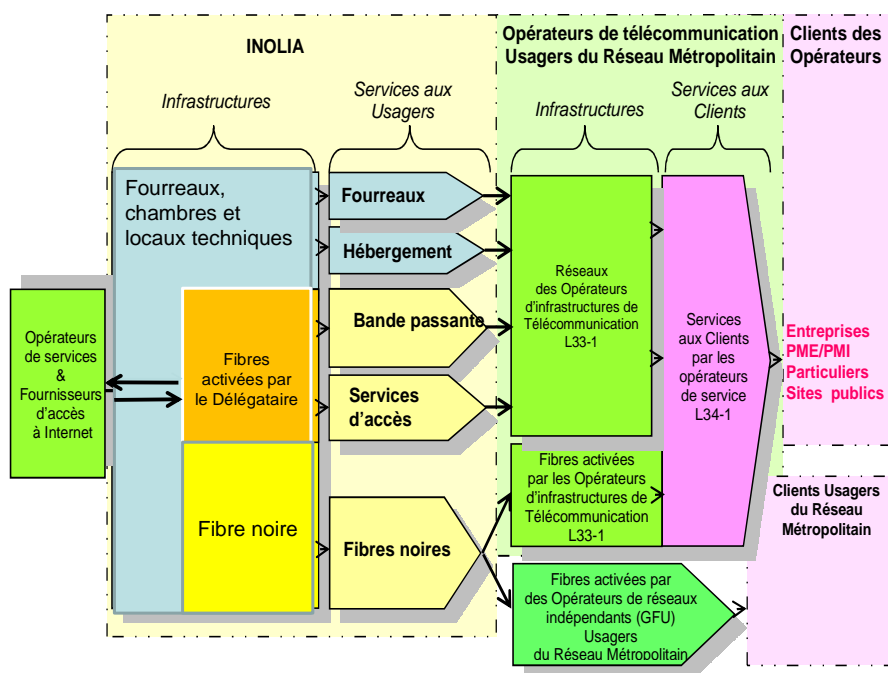 INOLIA
Opérateurs de télécommunication
Usagers du Réseau Métropolitain
Clients des
Opérateurs
Infrastructures
Services aux
Usagers
Infrastructures
Services aux
Clients
Fourreaux,
chambres et
locaux techniques
Fourreaux
Hébergement
Bande passante
Services
d'accès
Fibres noires
Opérateurs
de services
&
Fournisseurs
d'accès
à Internet
Fibres
activées par
le Délégataire
Fibre noire
Réseaux
des Opérateurs
d'infrastructures de
Télécommunication
L33-1
Services
aux Clients
par les
opérateurs
de service
L34-1
Entreprises
PME/PMI
Particuliers
Sites publics
Fibres activées
par les Opérateurs
d'infrastructures de
Télécommunication
L33-1
Clients Usagers
du Réseau
Métropolitain
Fibres activées par
des Opérateurs de réseaux
indépendants (GFU)
Usagers
du Réseau Métropolitain